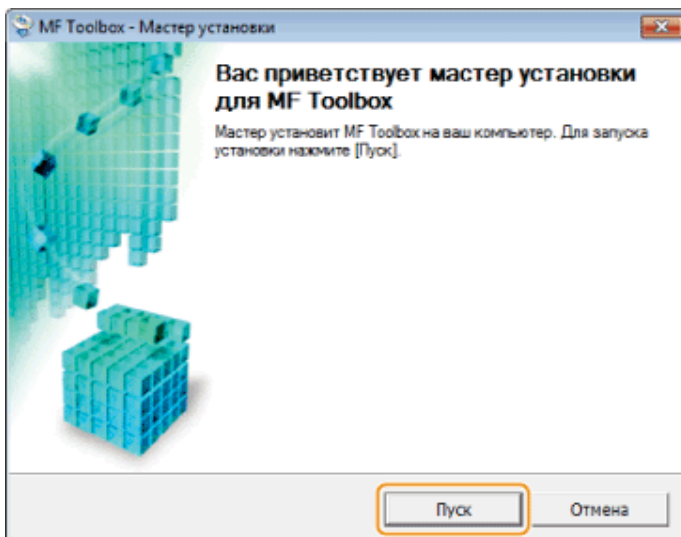 MF Toolbox - Мастер установки
Вас приветствует мастер установки
для MF Toolbox
Мастер установит MF Toolbox на ваш компьютер. Для запуска
установки нажмите [Пуск].
Пуск
Отмена